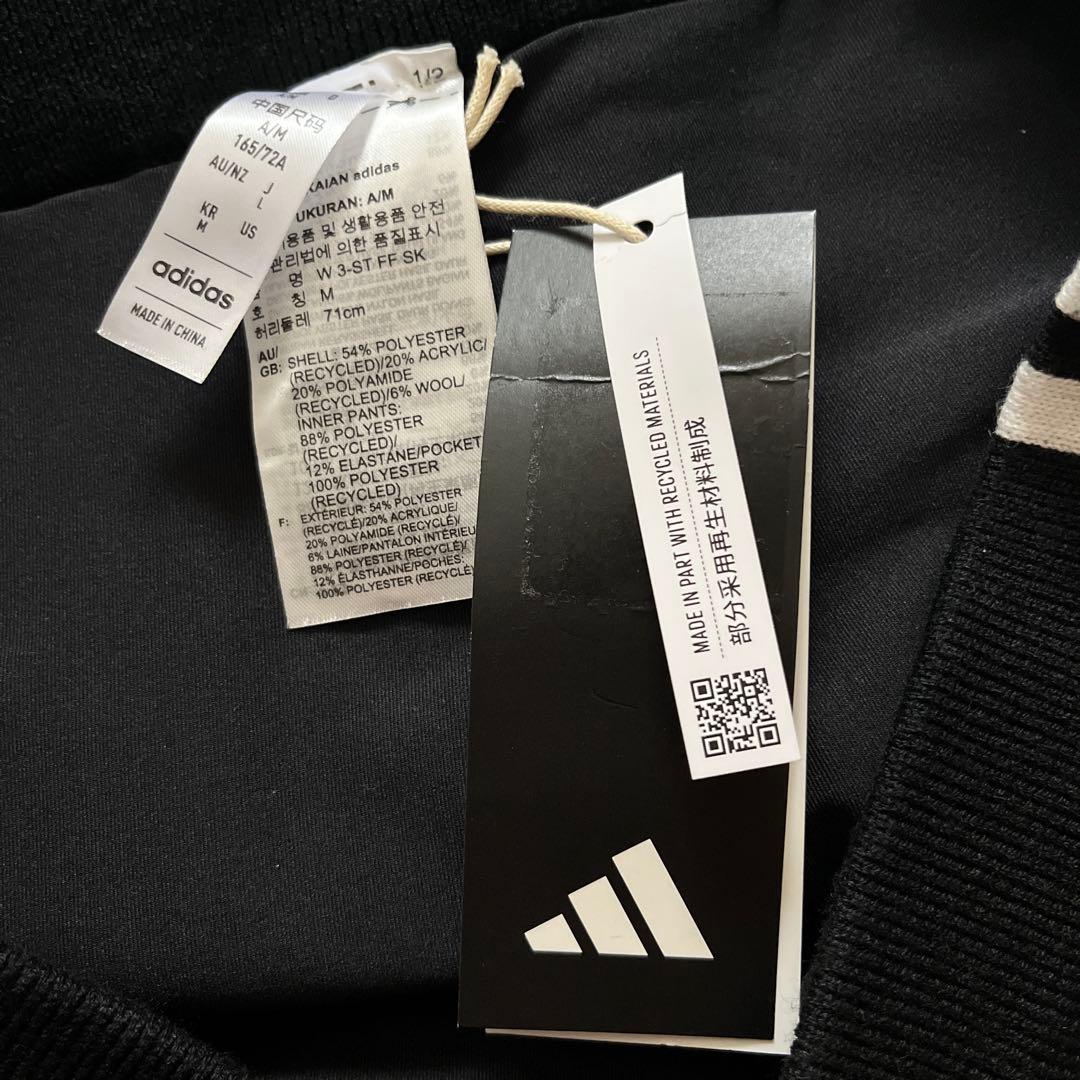 中国尺码
A/M
165/72A
AU/NZ J
L
KR US
M
adidas
MADE IN CHINA
1/2
adidas
UKURAN: A/M
용품 및 생활용품 안전
관리법에 의한 품질표시
명 W 3-ST FF SK
호 칭 M
허리둘레 71cm
AU/
GB: SHELL: 54% POLYESTER
(RECYCLED)/20% ACRYLIC/
20% POLYAMIDE
(RECYCLED)/6% WOOL/
INNER PANTS:
88% POLYESTER
(RECYCLED)/
12% ELASTANE/POCKET
100% POLYESTER
(RECYCLED)
F: EXTÉRIEUR: 54% POLYESTER
(RECYCLÉ)/20% ACRYLIQUE/
20% POLYAMIDE (RECYCLÉ)/
6% LAINE/PANTALON INTÉRIEU
88% POLYESTER (RECYCLÉ)/
12% ÉLASTHANNE/POCHES:
100% POLYESTER (RECYCLÉ)
MADE IN PART WITH RECYCLED MATERIALS
部分采用再生材料制成